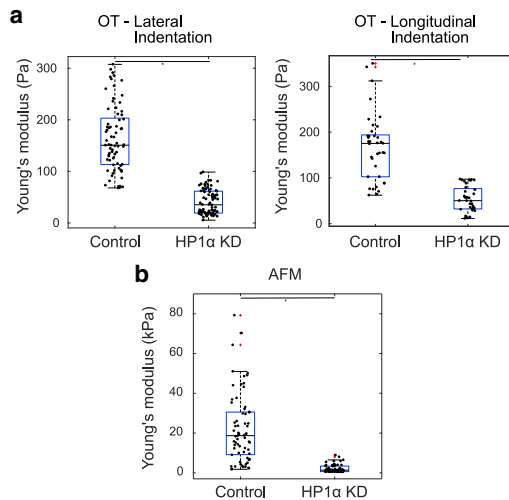 a
OT - Lateral
Indentation
OT - Longitudinal
Indentation
Young's modulus (Pa)
300
200
100
0
Control
HP1α KD
Young's modulus (Pa)
300
200
100
0
Control
HP1α KD
b
AFM
Young's modulus (kPa)
80
60
40
20
0
Control
HP1α KD